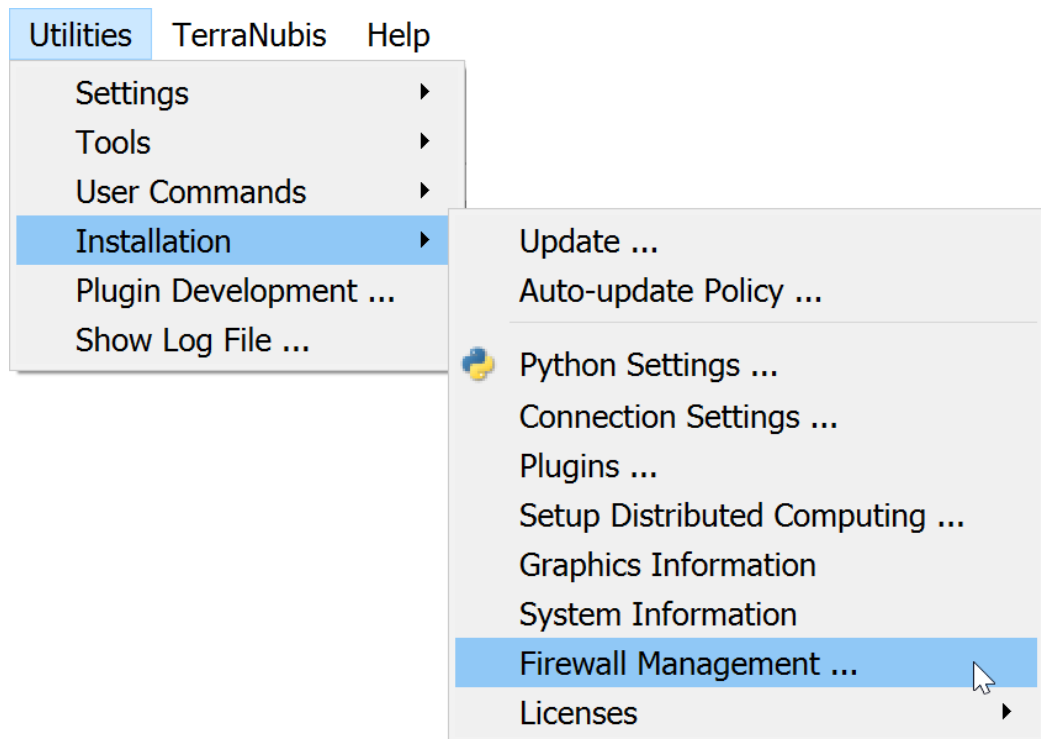 Utilities TerraNubis Help
Settings
Tools
User Commands
Installation
Plugin Development ...
Show Log File ...
Update ...
Auto-update Policy ...
Python Settings ...
Connection Settings ...
Plugins ...
Setup Distributed Computing ...
Graphics Information
System Information
Firewall Management ...
Licenses